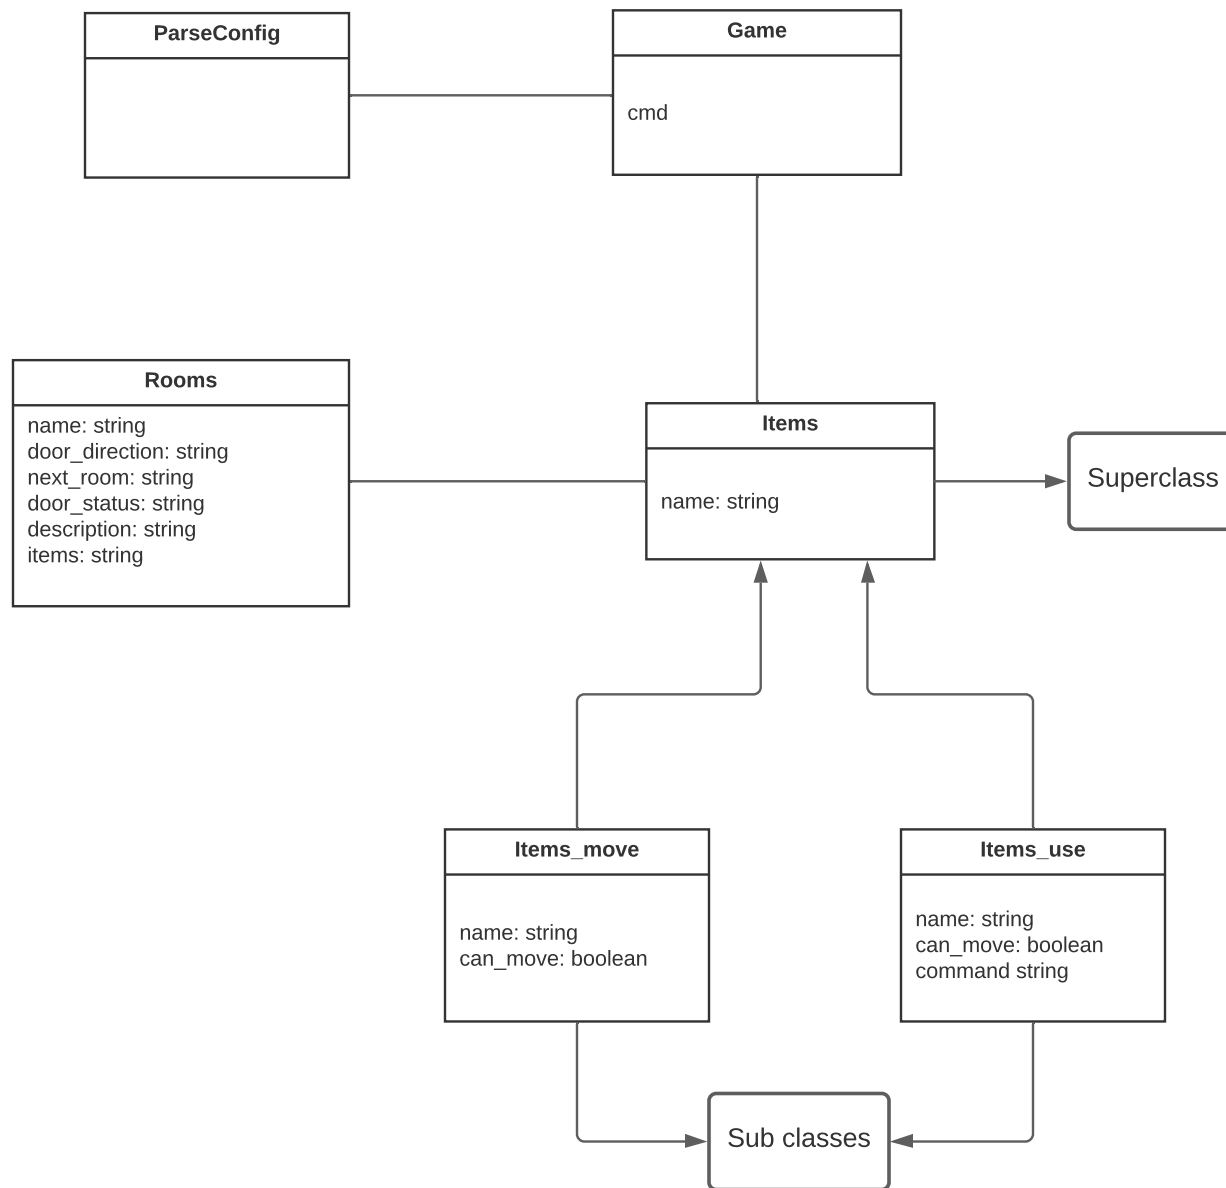 ParseConfig
Game
cmd
Rooms
name: string
door_direction: string
next_room: string
door_status: string
description: string
items: string
Items
name: string
Superclass
Items_move
name: string
can_move: boolean
Items_use
name: string
can_move: boolean
command string
Sub classes